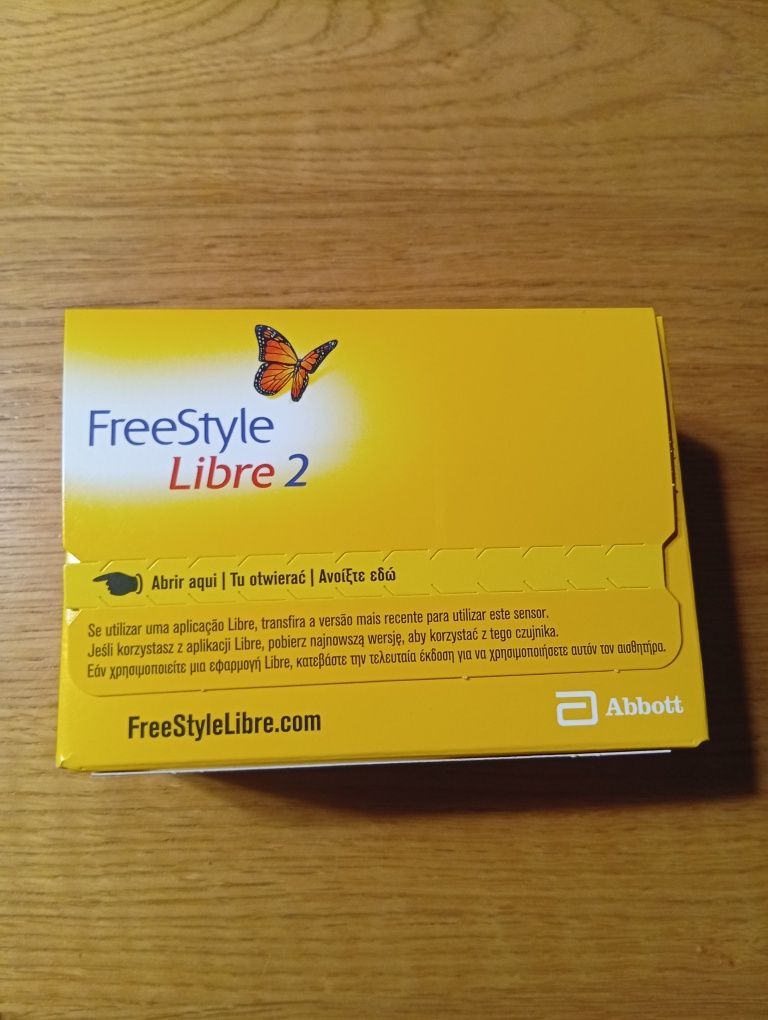 FreeStyle
Libre 2
Abrir aqui | Tu otwierać | Ανοίξτε εδώ
Se utilizar uma aplicação Libre, transfira a versão mais recente para utilizar este sensor.
Jeśli korzystasz z aplikacji Libre, pobierz najnowszą wersję, aby korzystać z tego czujnika.
Εάν χρησιμοποιείτε μια εφαρμογή Libre, κατεβάστε την τελευταία έκδοση για να χρησιμοποιήσετε αυτόν τον αισθητήρα.
FreeStyleLibre.com
Abbott